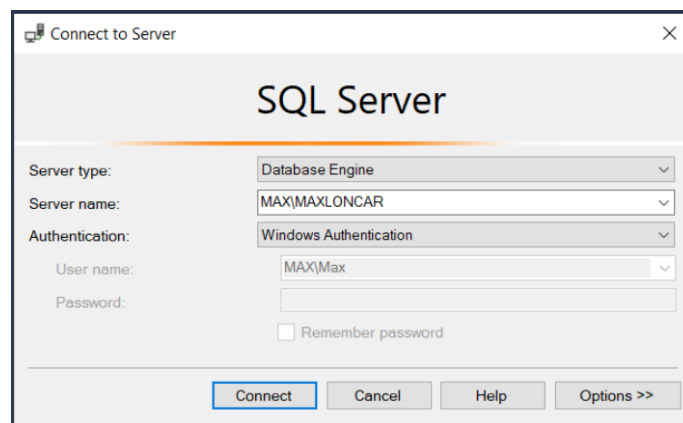 Connect to Server
SQL Server
Server type: Database Engine
Server name: MAX\MAXLONCAR
Authentication: Windows Authentication
User name: MAX\Max
Password:
Remember password
Connect Cancel Help Options >>